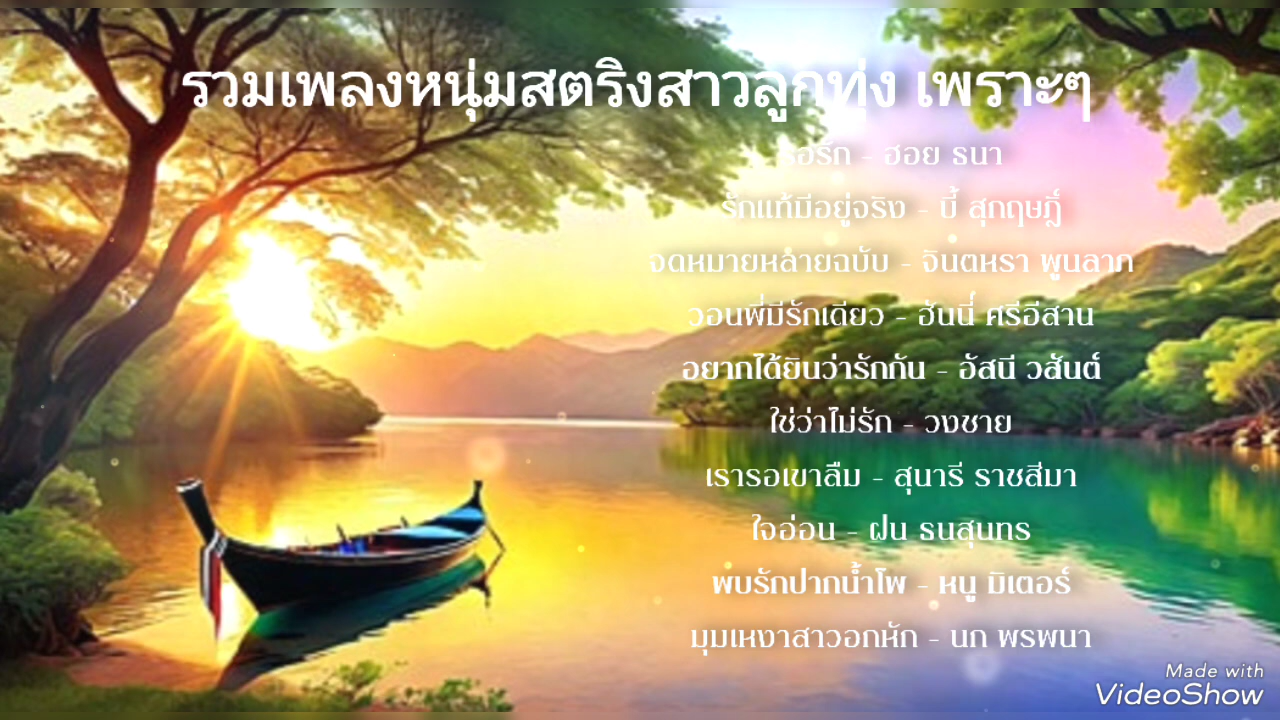 รวมเพลงหนุ่มสตริงสาวลูกทุ่ง เพราะๆ
รอรัก - ฮอย ธนา
รักแท้มีอยู่จริง - บี้ สุกฤษฎิ์
จดหมายหลายฉบับ - จินตหรา พูนลาภ
วอนพี่มีรักเดียว - ฮันนี่ ศรีอีสาน
อยากได้ยินว่ารักกัน - อัสนี วสันต์
ใช่ว่าไม่รัก - วงชาย
เรารอเขาลืม - สุนารี ราชสีมา
ใจอ่อน - ฝน ธนสุนทร
พบรักปากน้ำโพ - หนู มิเตอร์
มุมเหงาสาวอกหัก - นก พรพนา
Made with
VideoShow